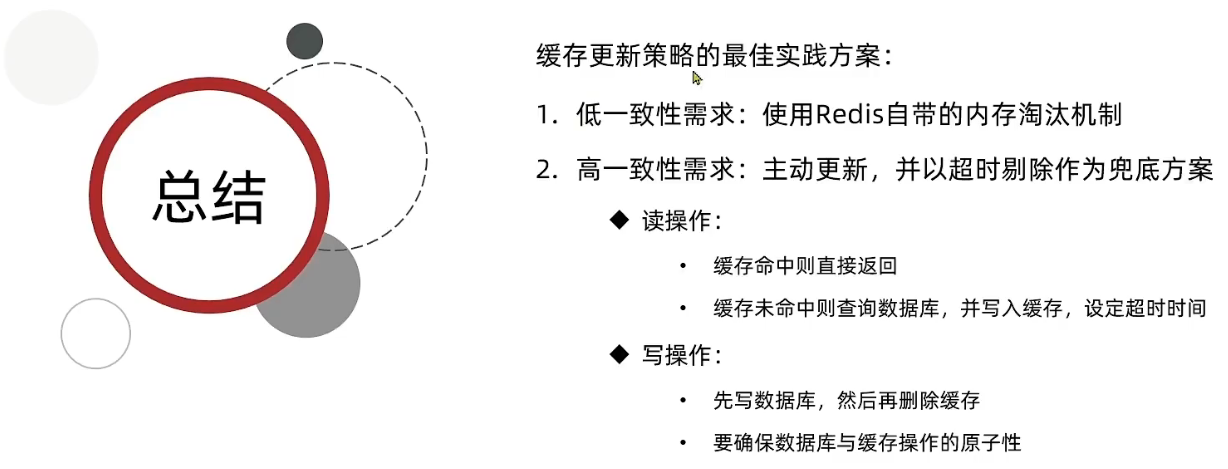 总结
缓存更新策略的最佳实践方案：
1. 低一致性需求：使用Redis自带的内存淘汰机制
2. 高一致性需求：主动更新，并以超时剔除作为兜底方案
◆ 读操作：
• 缓存命中则直接返回
• 缓存未命中则查询数据库，并写入缓存，设定超时时间
◆ 写操作：
• 先写数据库，然后再删除缓存
• 要确保数据库与缓存操作的原子性